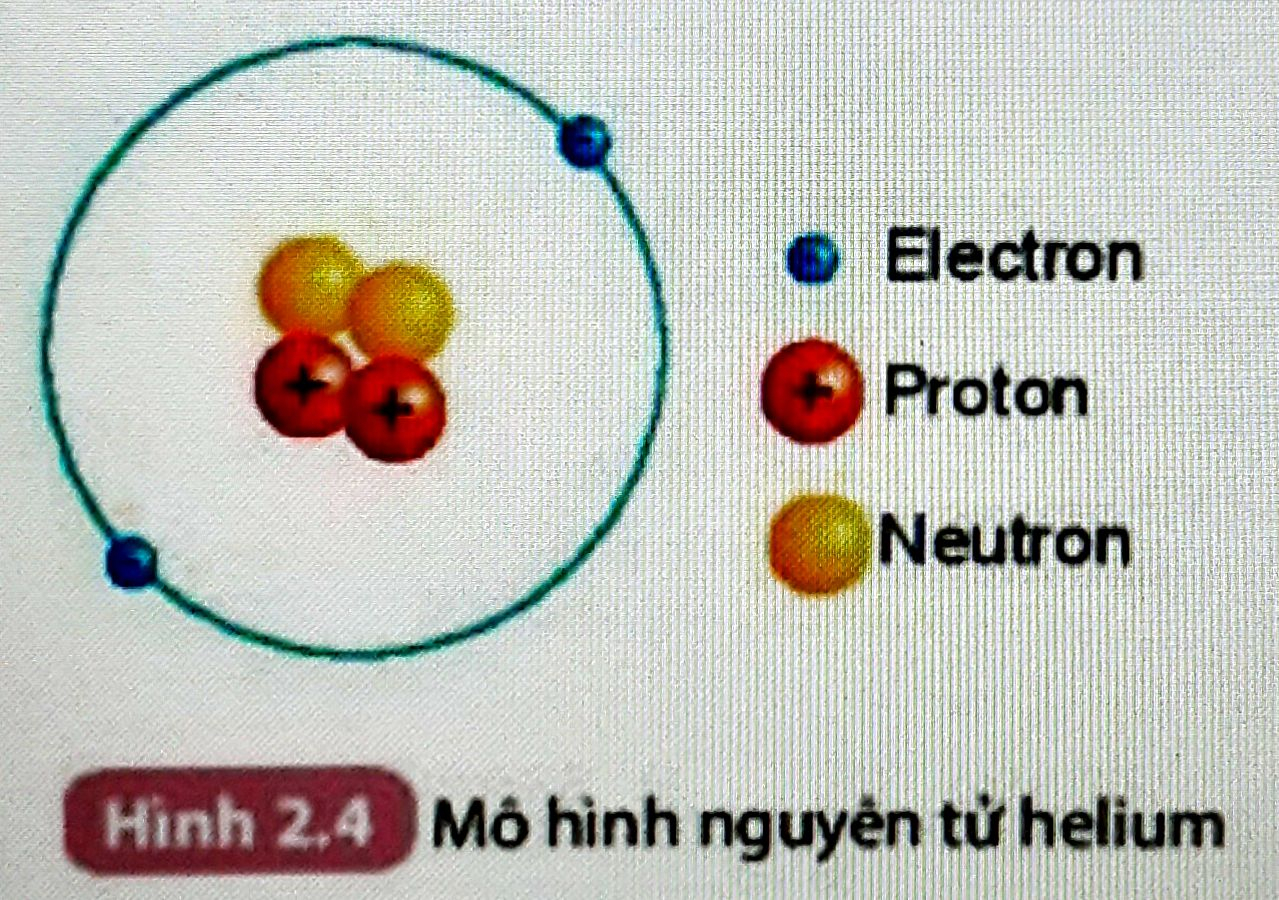 Electron
+ Proton
Neutron
+ +
Hình 2.4 Mô hình nguyên tử helium